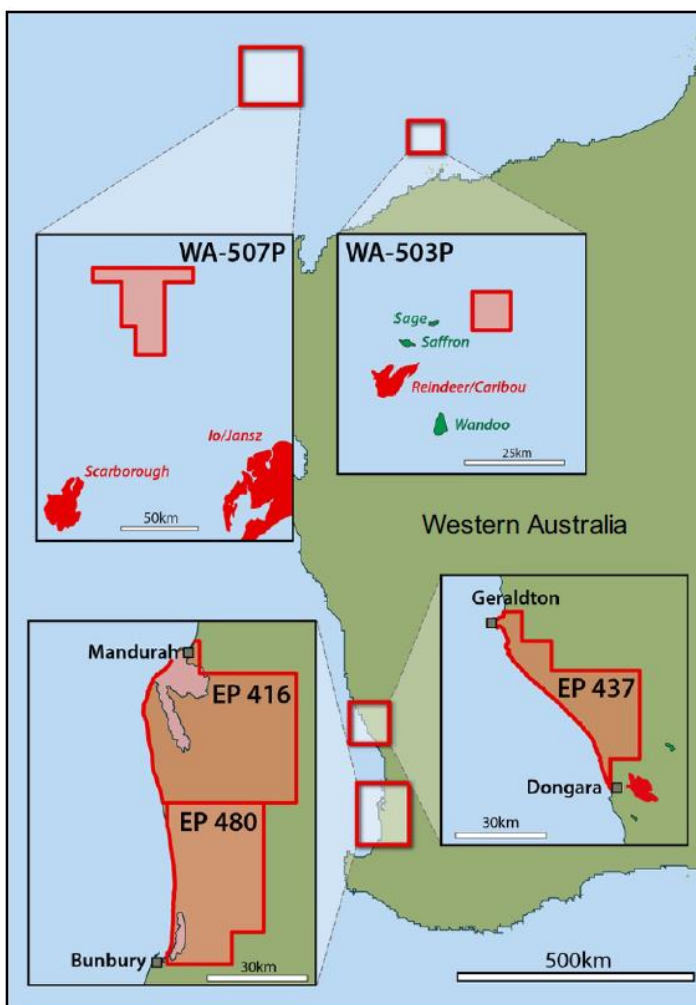 WA-507P
WA-503P
Sage
Saffron
Reindeer/Caribou
Wandoo
25km
Io/Jansz
Scarborough
50km
Western Australia
Geraldton
EP 437
Dongara
30km
Mandurah
EP 416
EP 480
Bunbury
30km
500km